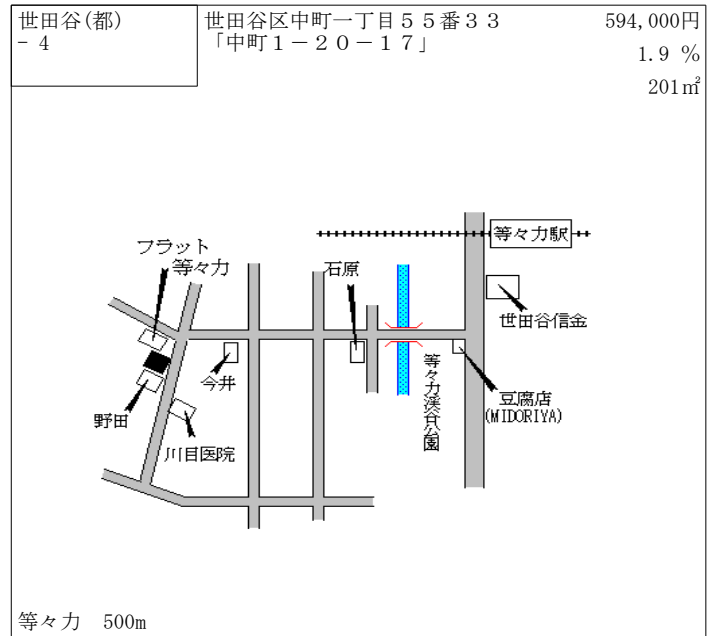 世田谷(都)
- 4
世田谷区中町一丁目５５番３３
「中町１－２０－１７」
594,000円
1.9 %
201㎡
等々力駅
フラット
等々力
石原
世田谷信金
今井
等々力渓谷公園
豆腐店
(MIDORIYA)
野田
川目医院
等々力　500m